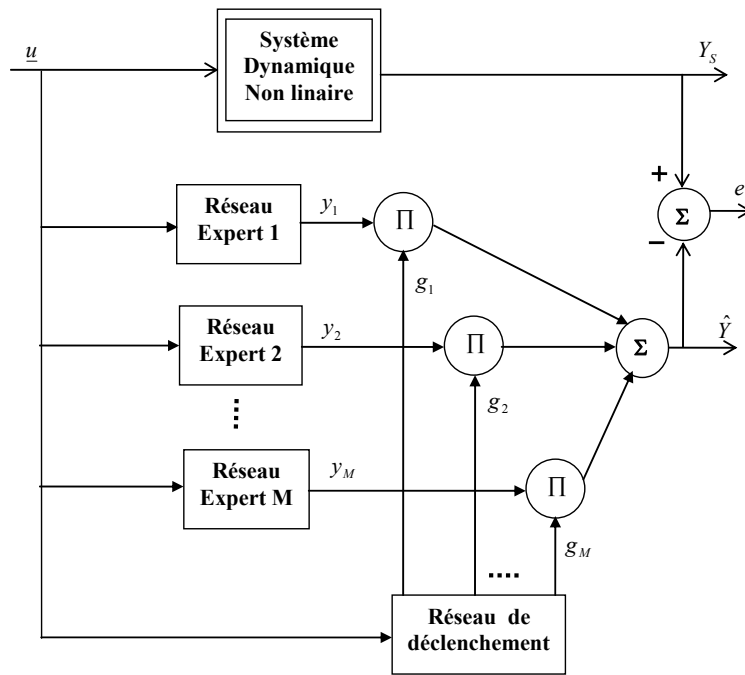 u
Système
Dynamique
Non linaire
Y_S
+
e
Σ
−
Réseau
Expert 1
y_1
Π
g_1
Réseau
Expert 2
y_2
Π
Σ
Ŷ
g_2
Réseau
Expert M
y_M
Π
g_M
....
Réseau de
déclenchement